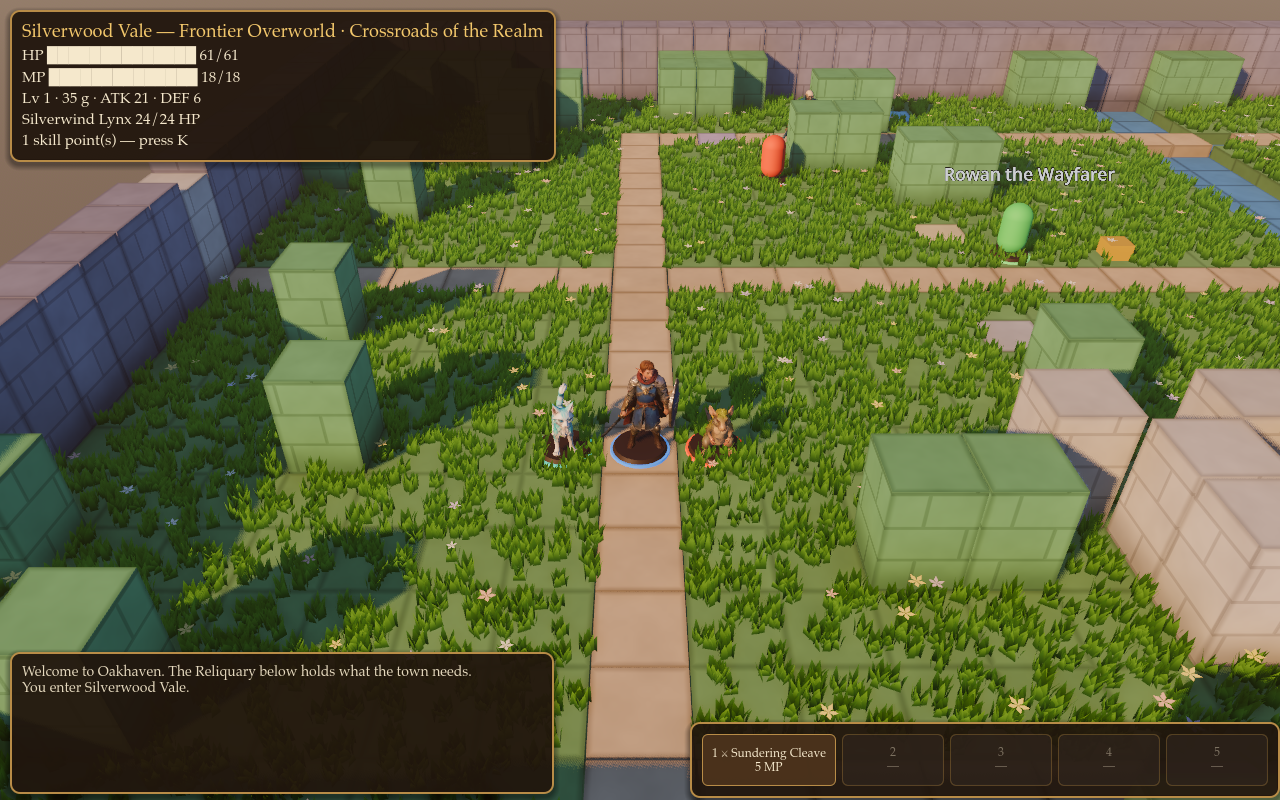 Silverwood Vale — Frontier Overworld · Crossroads of the Realm
HP 61/61
MP 18/18
Lv 1 · 35 g · ATK 21 · DEF 6
Silverwind Lynx 24/24 HP
1 skill point(s) — press K
Rowan the Wayfarer
Welcome to Oakhaven. The Reliquary below holds what the town needs.
You enter Silverwood Vale.
1 ⚔ Sundering Cleave
5 MP
2
—
3
—
4
—
5
—